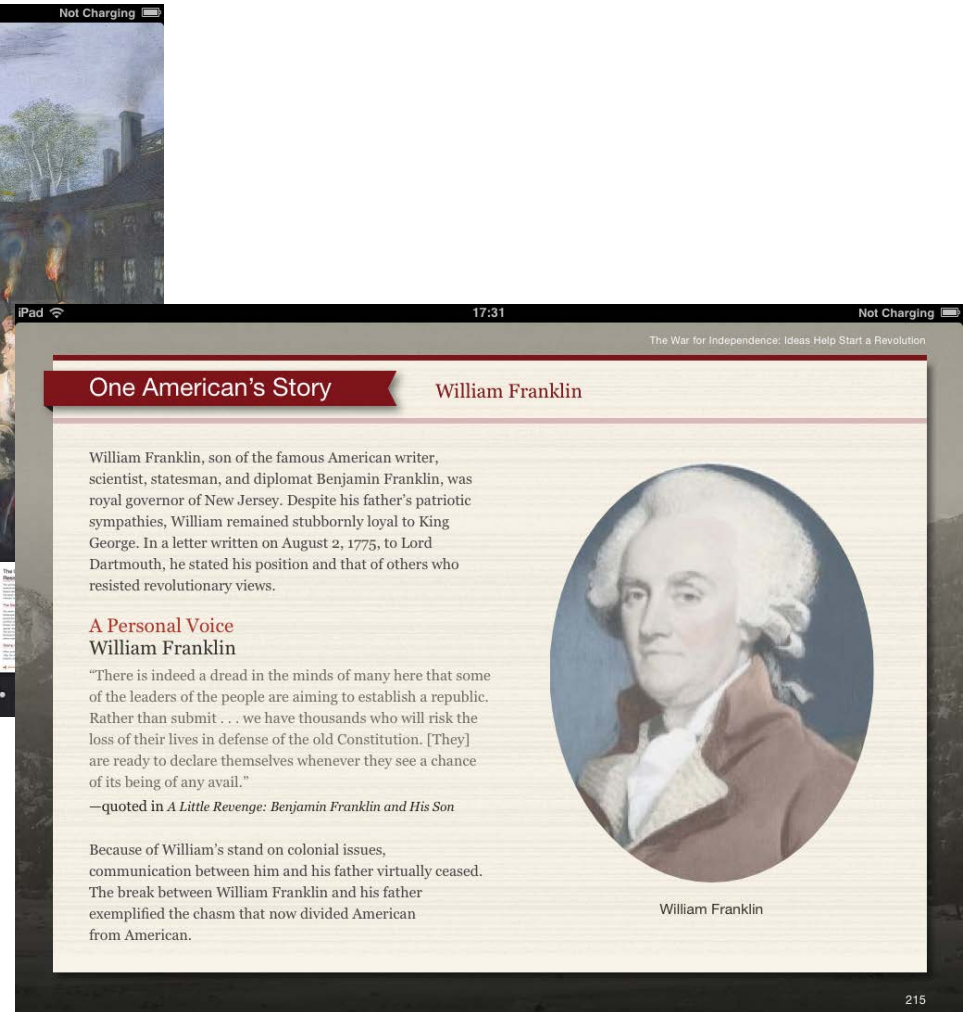 Not Charging
iPad
17:31
Not Charging
The War for Independence: Ideas Help Start a Revolution
One American’s Story
William Franklin
William Franklin, son of the famous American writer,
scientist, statesman, and diplomat Benjamin Franklin, was
royal governor of New Jersey. Despite his father’s patriotic
sympathies, William remained stubbornly loyal to King
George. In a letter written on August 2, 1775, to Lord
Dartmouth, he stated his position and that of others who
resisted revolutionary views.
A Personal Voice
William Franklin
“There is indeed a dread in the minds of many here that some
of the leaders of the people are aiming to establish a republic.
Rather than submit . . . we have thousands who will risk the
loss of their lives in defense of the old Constitution. [They]
are ready to declare themselves whenever they see a chance
of its being of any avail.”
—quoted in A Little Revenge: Benjamin Franklin and His Son
Because of William’s stand on colonial issues,
communication between him and his father virtually ceased.
The break between William Franklin and his father
exemplified the chasm that now divided American
from American.
William Franklin
215